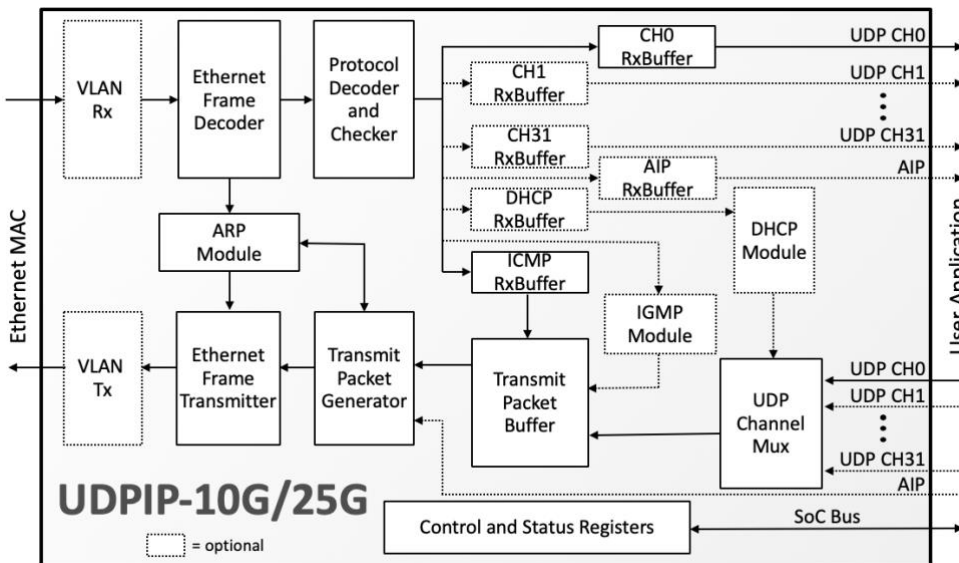 Ethernet MAC
VLAN
Rx
Ethernet
Frame
Decoder
Protocol
Decoder
and
Checker
CH0
RxBuffer
CH1
RxBuffer
CH31
RxBuffer
AIP
RxBuffer
DHCP
RxBuffer
ICMP
RxBuffer
DHCP
Module
IGMP
Module
UDP CH0
UDP CH1
UDP CH31
AIP
User Application
ARP
Module
VLAN
Tx
Ethernet
Frame
Transmitter
Transmit
Packet
Generator
Transmit
Packet
Buffer
UDP
Channel
Mux
UDP CH0
UDP CH1
UDP CH31
AIP
UDPIP-10G/25G
= optional
Control and Status Registers
SoC Bus